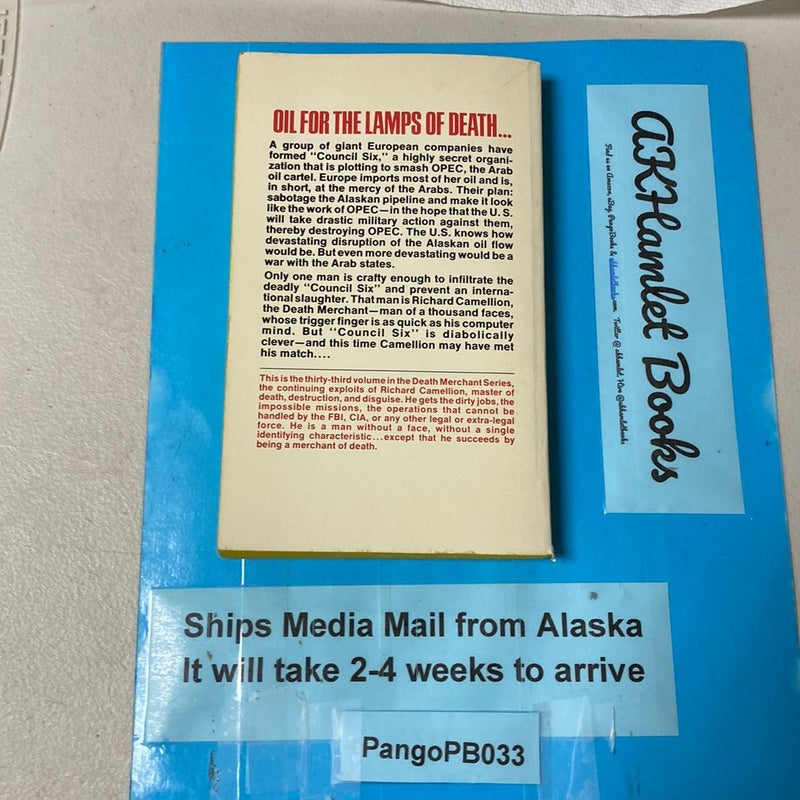 OIL FOR THE LAMPS OF DEATH...
A group of giant European companies have
formed "Council Six," a highly secret organi-
zation that is plotting to smash OPEC, the Arab
oil cartel. Europe imports most of her oil and is,
in short, at the mercy of the Arabs. Their plan:
sabotage the Alaskan pipeline and make it look
like the work of OPEC—in the hope that the U.S.
will take drastic military action against them,
thereby destroying OPEC. The U.S. knows how
devastating disruption of the Alaskan oil flow
would be. But even more devastating would be a
war with the Arab states.
Only one man is crafty enough to infiltrate the
deadly "Council Six" and prevent an interna-
tional slaughter. That man is Richard Camellion,
the Death Merchant—man of a thousand faces,
whose trigger finger is as quick as his computer
mind. But "Council Six" is diabolically
clever—and this time Camellion may have met
his match....
This is the thirty-third volume in the Death Merchant Series,
the continuing exploits of Richard Camellion, master of
death, destruction, and disguise. He gets the dirty jobs, the
impossible missions, the operations that cannot be
handled by the FBI, CIA, or any other legal or extra-legal
force. He is a man without a face, without a single
identifying characteristic...except that he succeeds by
being a merchant of death.
AKHamlet Books
Find us on Amazon, eBay, PangoBooks & akhamletbooks.com. Twitter @ akhamlet, Hive @akhamletbooks
Ships Media Mail from Alaska
It will take 2-4 weeks to arrive
PangoPB033